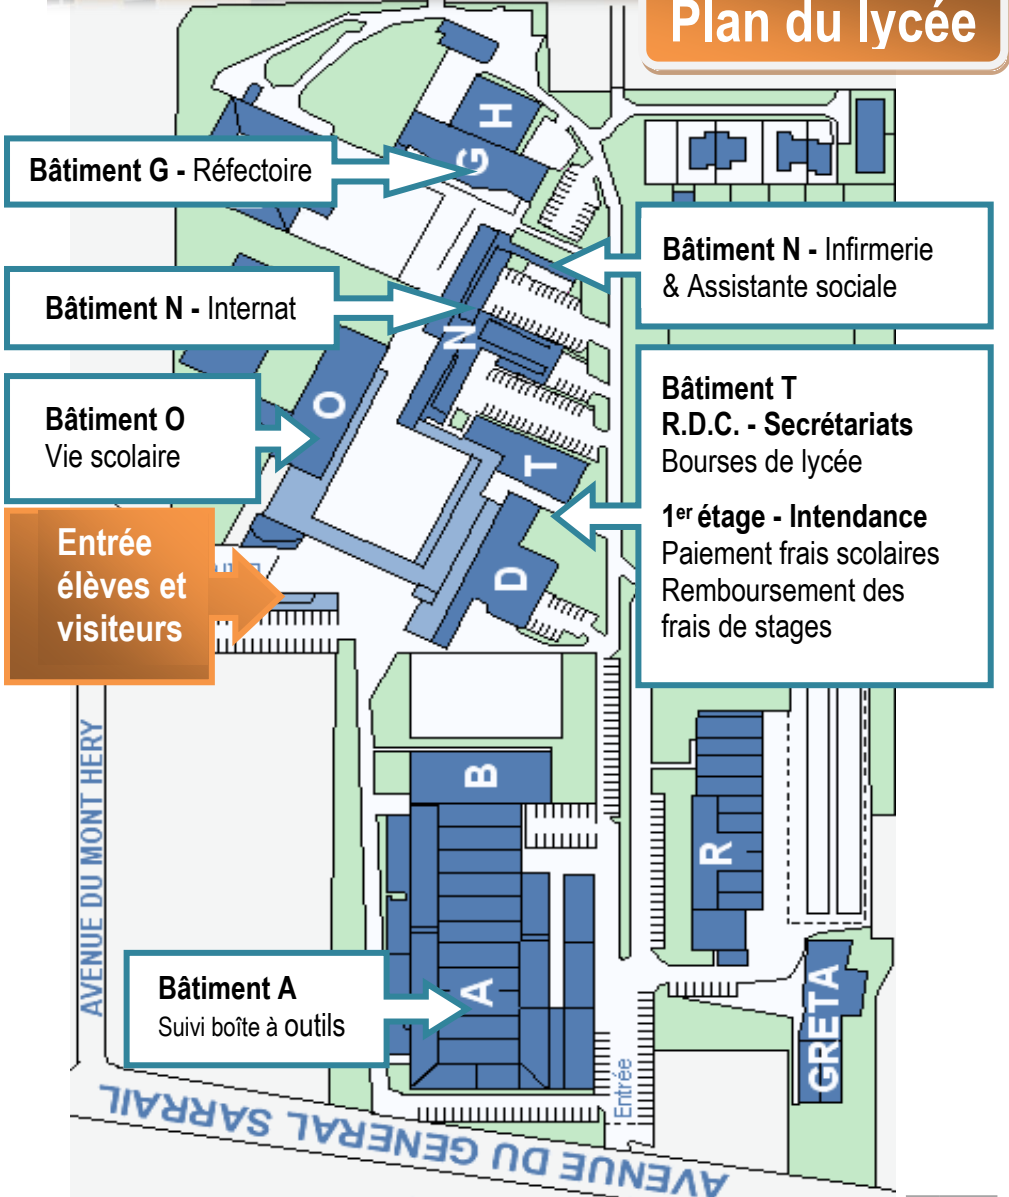 Plan du lycée
H
G
Bâtiment G - Réfectoire
Bâtiment N - Infirmerie
& Assistante sociale
Bâtiment N - Internat
N
Bâtiment O
Vie scolaire
O
Bâtiment T
R.D.C. - Secrétariats
Bourses de lycée
1er étage - Intendance
Paiement frais scolaires
Remboursement des
frais de stages
T
D
Entrée
élèves et
visiteurs
B
R
AVENUE DU MONT HERY
Bâtiment A
Suivi boîte à outils
A
GRETA
Entrée
AVENUE DU GENERAL SARRAIL